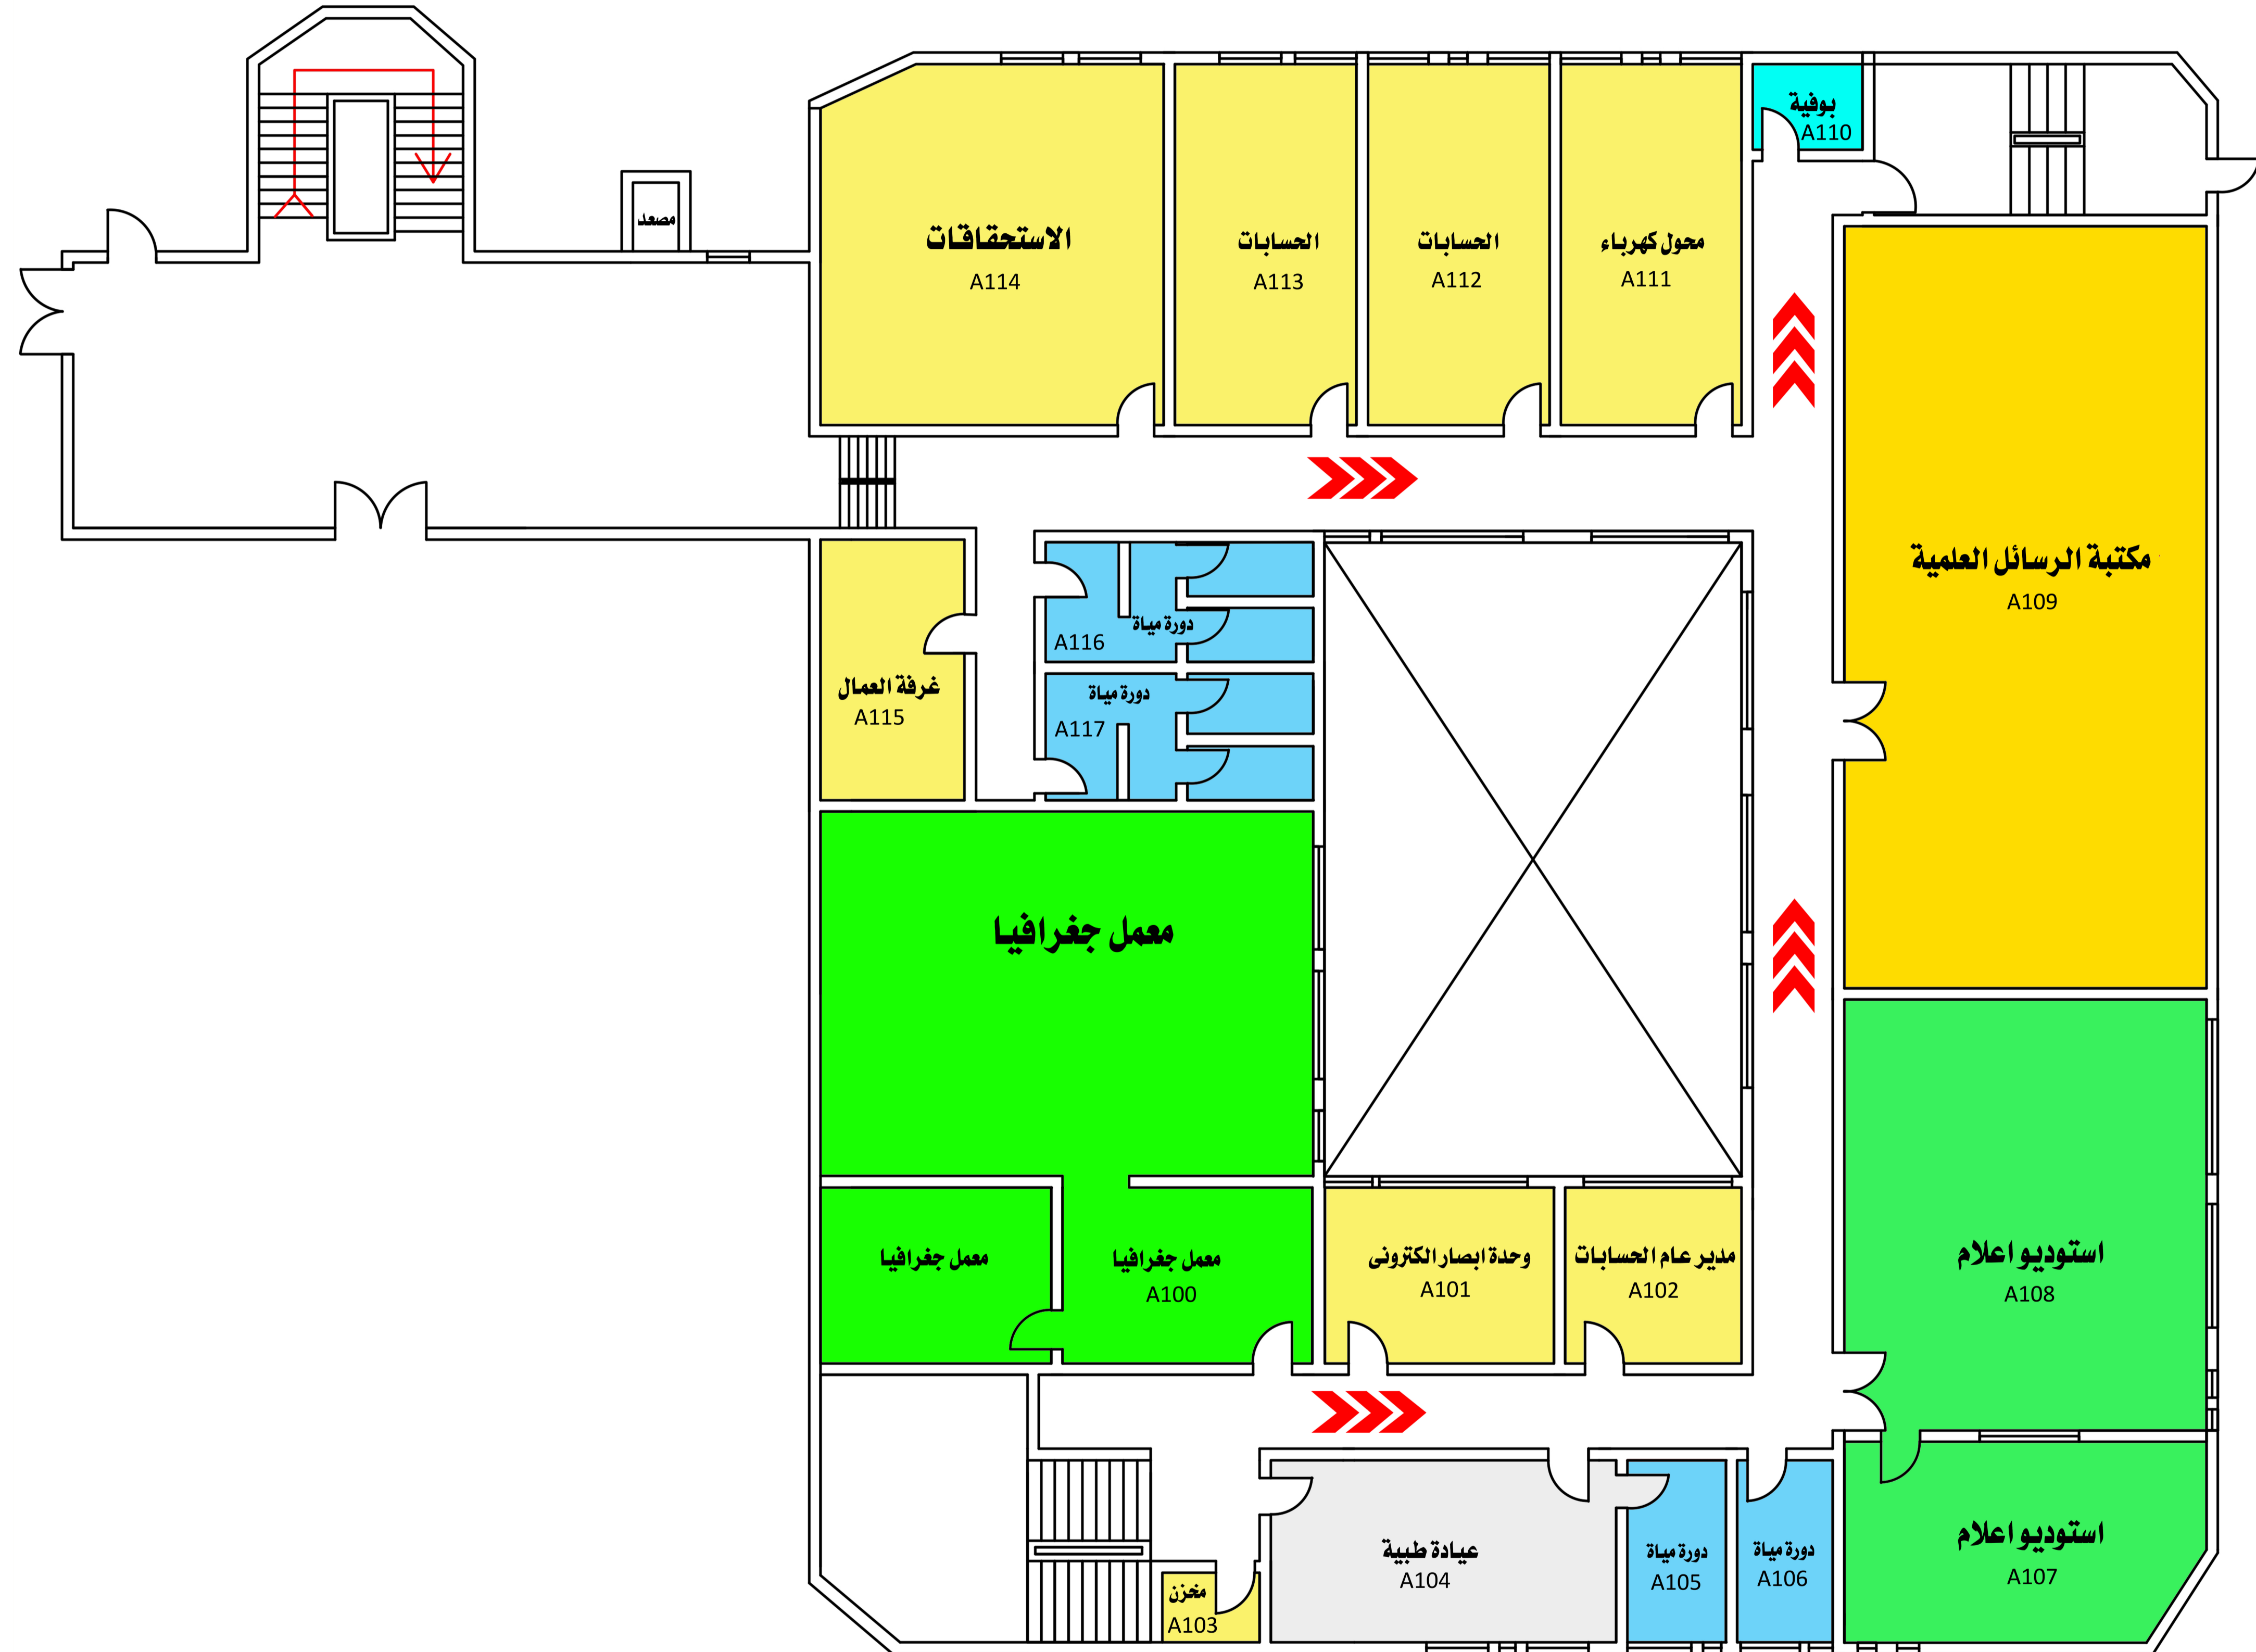 بوفية
A110
مصعد
الاستحقاقات
A114
الحسابات
A113
الحسابات
A112
محول كهرباء
A111
مكتبة الرسائل العلمية
A109
دورة مياة
A116
دورة مياة
A117
غرفة العمال
A115
معمل جغرافيا
معمل جغرافيا
معمل جغرافيا
A100
وحدة ابصار الكترونى
A101
مدير عام الحسابات
A102
استوديو اعلام
A108
استوديو اعلام
A107
عيادة طبية
A104
دورة مياة
A105
دورة مياة
A106
مخزن
A103